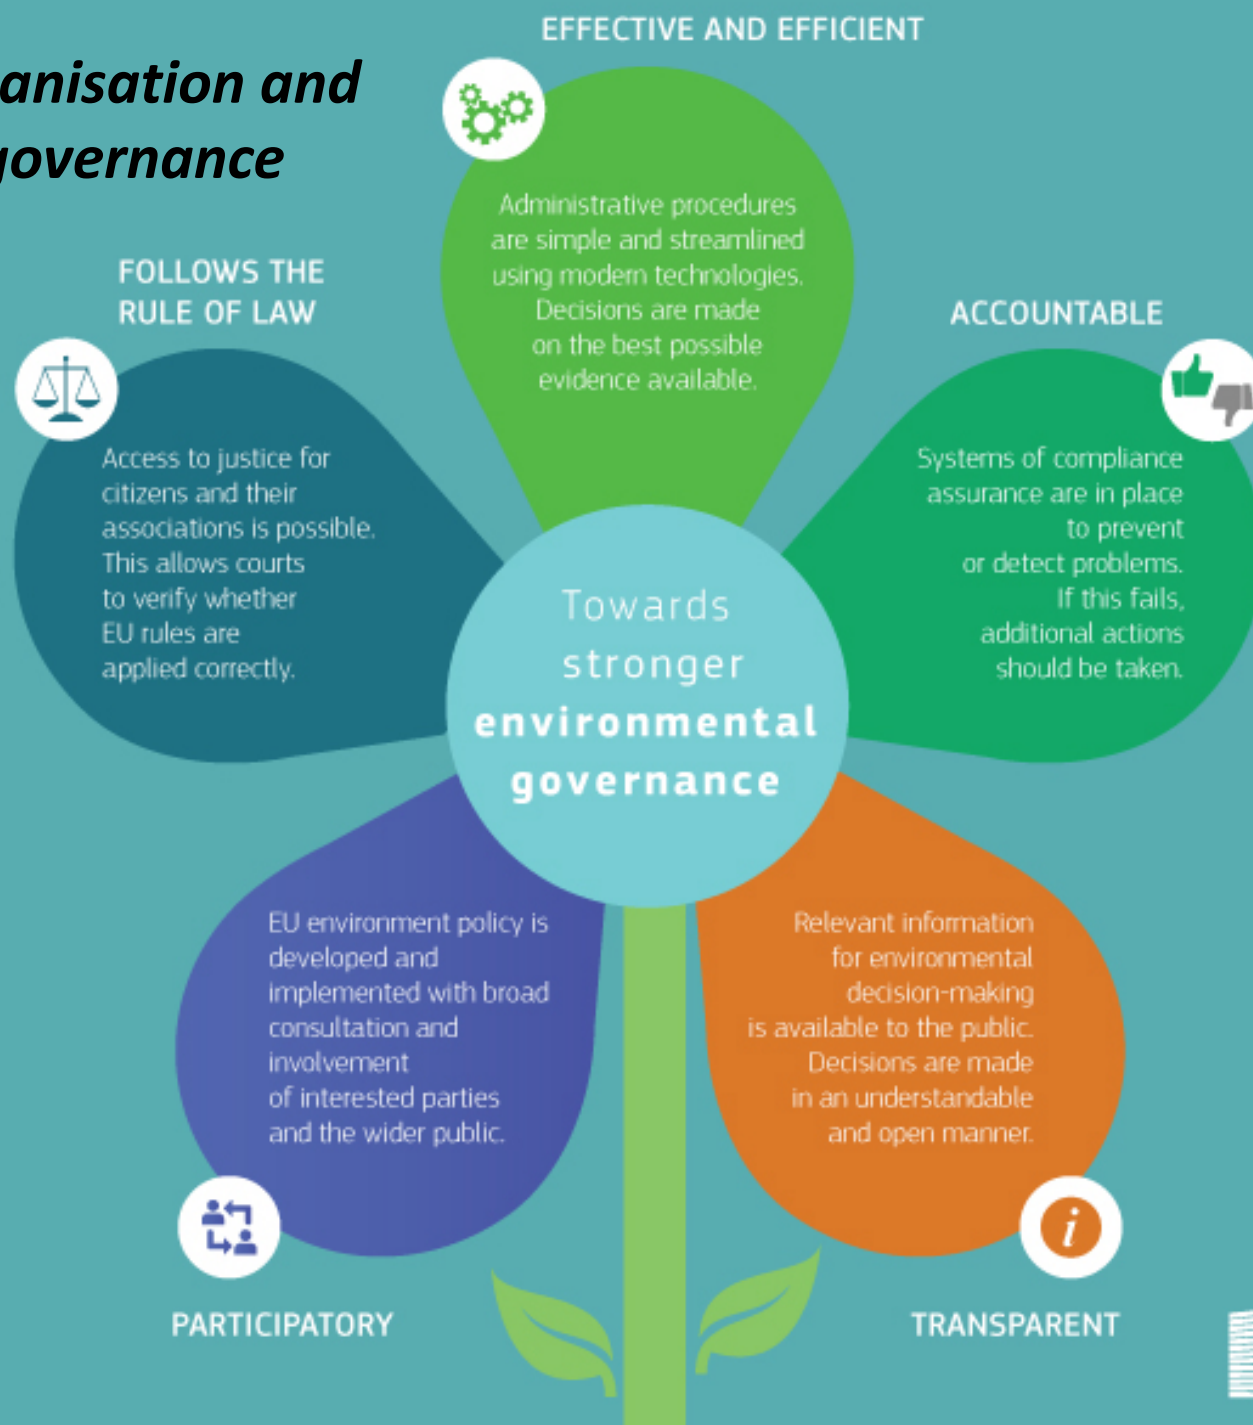 EFFECTIVE AND EFFICIENT
anisation and
governance
Administrative procedures
are simple and streamlined
using modern technologies.
Decisions are made
on the best possible
evidence available.
FOLLOWS THE
RULE OF LAW
Access to justice for
citizens and their
associations is possible.
This allows courts
to verify whether
EU rules are
applied correctly.
ACCOUNTABLE
Systems of compliance
assurance are in place
to prevent
or detect problems.
If this fails,
additional actions
should be taken.
Towards
stronger
environmental
governance
EU environment policy is
developed and
implemented with broad
consultation and
involvement
of interested parties
and the wider public.
PARTICIPATORY
Relevant information
for environmental
decision-making
is available to the public.
Decisions are made
in an understandable
and open manner.
i
TRANSPARENT